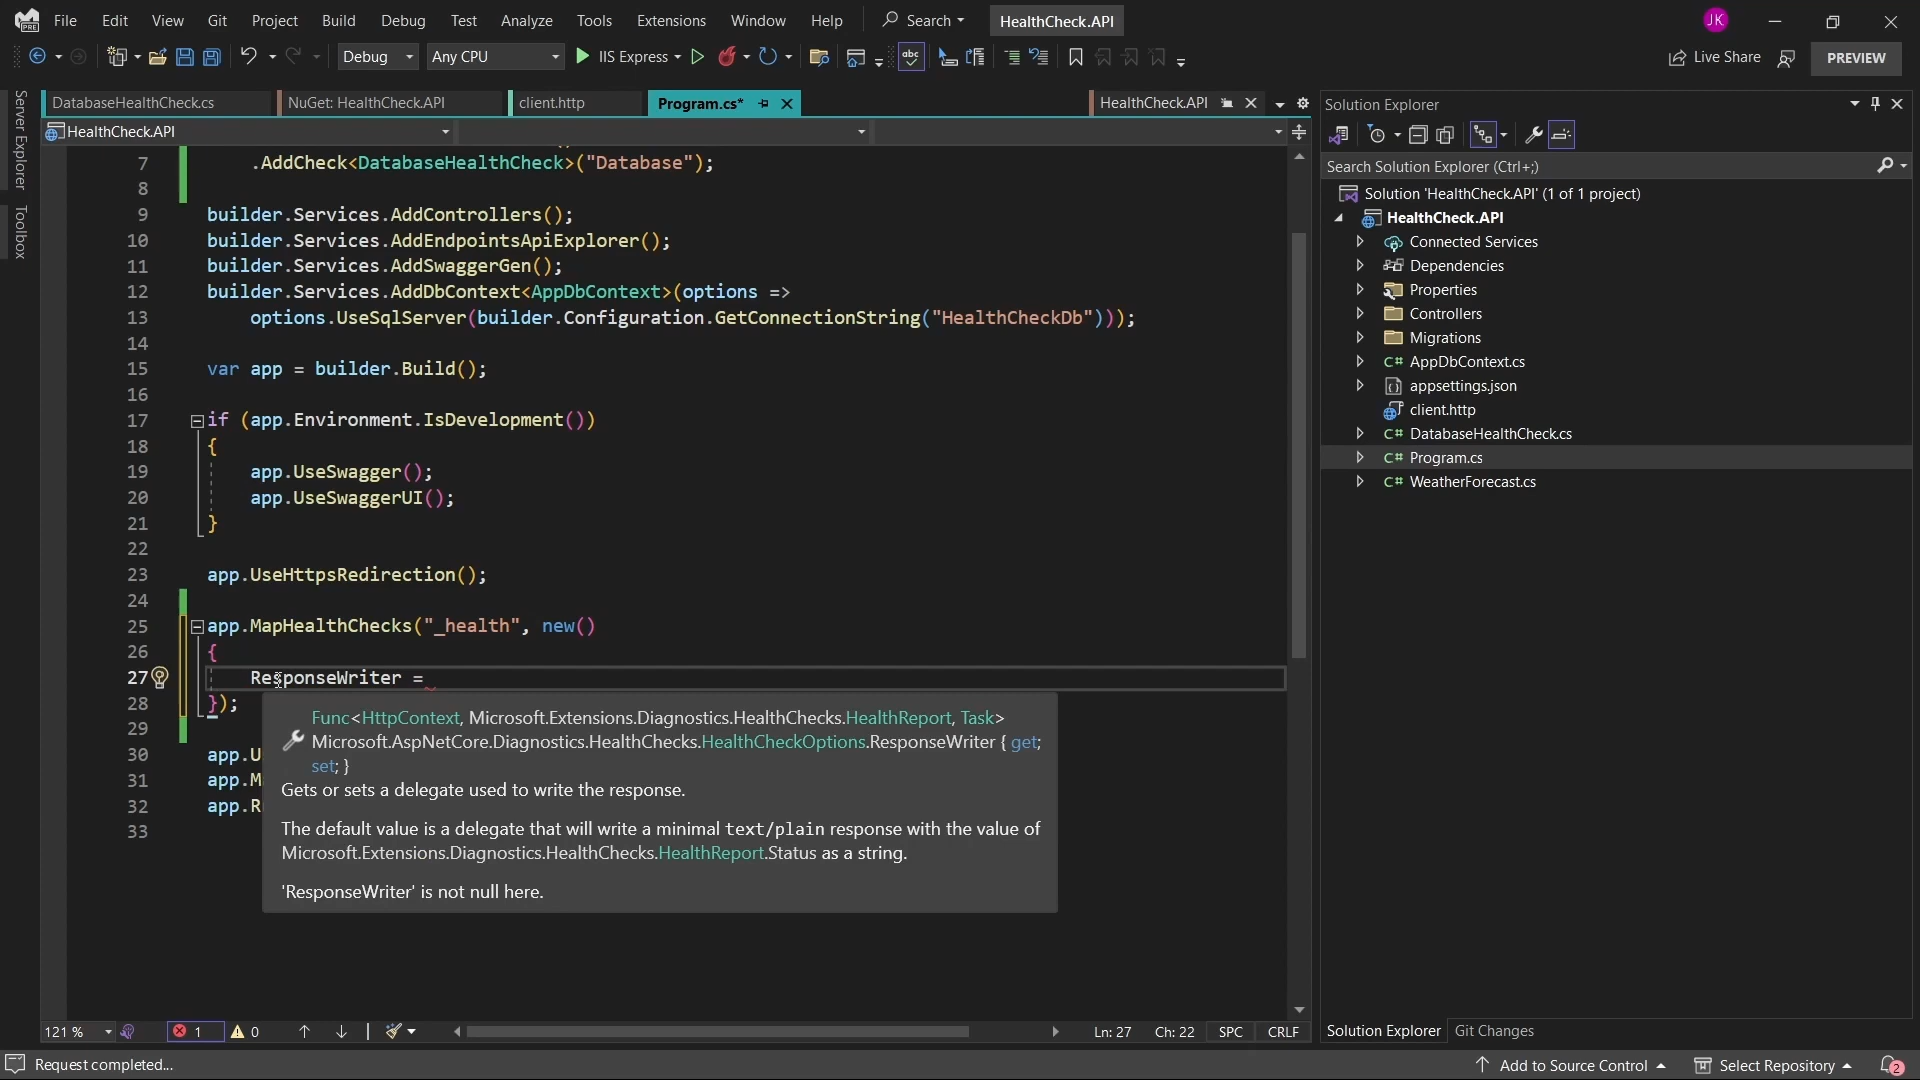 File Edit View Git Project Build Debug Test Analyze Tools Extensions Window Help Search HealthCheck.API JK
Debug Any CPU IIS Express abc Live Share PREVIEW
DatabaseHealthCheck.cs NuGet: HealthCheck.API client.http Program.cs* HealthCheck.API
HealthCheck.API
Server Explorer
Toolbox
7 .AddCheck<DatabaseHealthCheck>("Database");
8
9 builder.Services.AddControllers();
10 builder.Services.AddEndpointsApiExplorer();
11 builder.Services.AddSwaggerGen();
12 builder.Services.AddDbContext<AppDbContext>(options =>
13 options.UseSqlServer(builder.Configuration.GetConnectionString("HealthCheckDb")));
14
15 var app = builder.Build();
16
17 if (app.Environment.IsDevelopment())
18 {
19 app.UseSwagger();
20 app.UseSwaggerUI();
21 }
22
23 app.UseHttpsRedirection();
24
25 app.MapHealthChecks("_health", new()
26 {
27 ResponseWriter =
28 });
29
30 app.U
31 app.M
32 app.R
33
Func<HttpContext, Microsoft.Extensions.Diagnostics.HealthChecks.HealthReport, Task>
Microsoft.AspNetCore.Diagnostics.HealthChecks.HealthCheckOptions.ResponseWriter { get;
set; }
Gets or sets a delegate used to write the response.
The default value is a delegate that will write a minimal text/plain response with the value of
Microsoft.Extensions.Diagnostics.HealthChecks.HealthReport.Status as a string.
'ResponseWriter' is not null here.
121 % 1 0 Ln: 27 Ch: 22 SPC CRLF
Solution Explorer
Search Solution Explorer (Ctrl+;)
Solution 'HealthCheck.API' (1 of 1 project)
HealthCheck.API
Connected Services
Dependencies
Properties
Controllers
Migrations
C# AppDbContext.cs
appsettings.json
client.http
C# DatabaseHealthCheck.cs
C# Program.cs
C# WeatherForecast.cs
Solution Explorer Git Changes
Request completed... Add to Source Control Select Repository 2